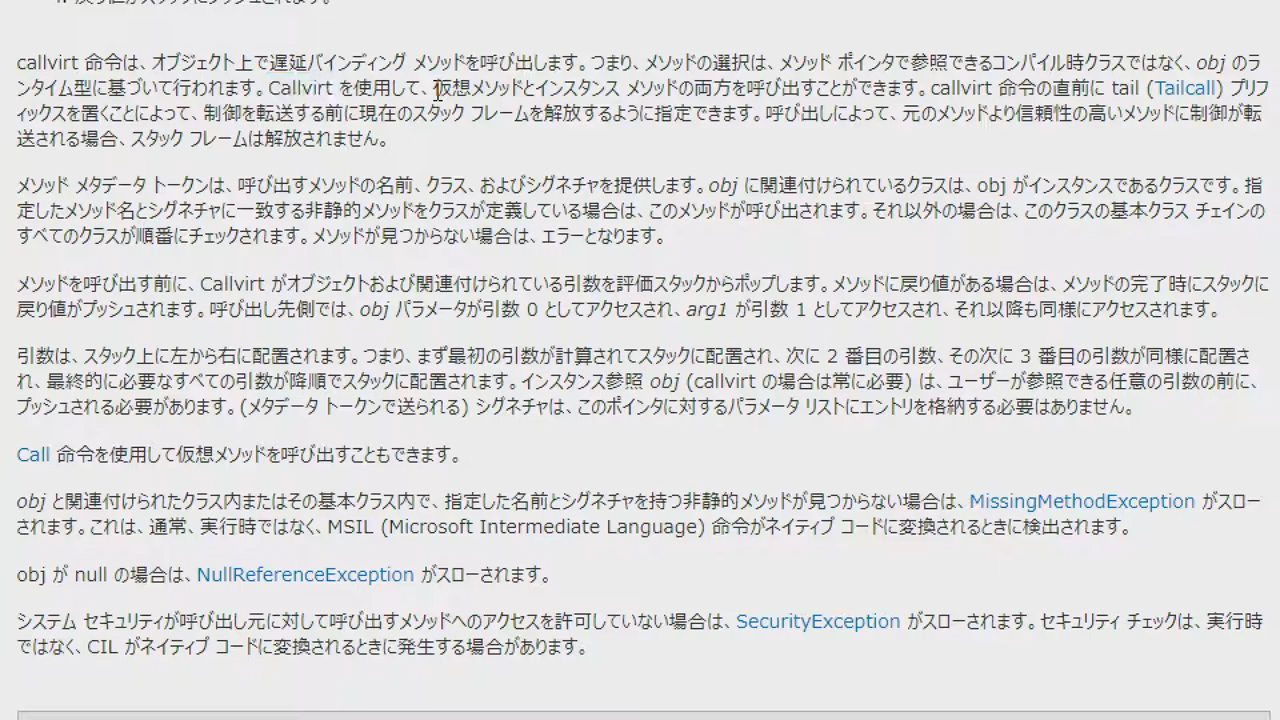 callvirt 命令は、オブジェクト上で遅延バインディング メソッドを呼び出します。つまり、メソッドの選択は、メソッド ポインタで参照できるコンパイル時クラスではなく、obj のラ
ンタイム型に基づいて行われます。Callvirt を使用して、仮想メソッドとインスタンス メソッドの両方を呼び出すことができます。callvirt 命令の直前に tail (Tailcall) プリフ
ィックスを置くことによって、制御を転送する前に現在のスタック フレームを解放するように指定できます。呼び出しによって、元のメソッドより信頼性の高いメソッドに制御が転
送される場合、スタック フレームは解放されません。
メソッド メタデータ トークンは、呼び出すメソッドの名前、クラス、およびシグネチャを提供します。obj に関連付けられているクラスは、obj がインスタンスであるクラスです。指
定したメソッド名とシグネチャに一致する非静的メソッドをクラスが定義している場合は、このメソッドが呼び出されます。それ以外の場合は、このクラスの基本クラス チェインの
すべてのクラスが順番にチェックされます。メソッドが見つからない場合は、エラーとなります。
メソッドを呼び出す前に、Callvirt がオブジェクトおよび関連付けられている引数を評価スタックからポップします。メソッドに戻り値がある場合は、メソッドの完了時にスタックに
戻り値がプッシュされます。呼び出し先側では、obj パラメータが引数 0 としてアクセスされ、arg1 が引数 1 としてアクセスされ、それ以降も同様にアクセスされます。
引数は、スタック上に左から右に配置されます。つまり、まず最初の引数が計算されてスタックに配置され、次に 2 番目の引数、その次に 3 番目の引数が同様に配置さ
れ、最終的に必要なすべての引数が降順でスタックに配置されます。インスタンス参照 obj (callvirt の場合は常に必要) は、ユーザーが参照できる任意の引数の前に、
プッシュされる必要があります。(メタデータ トークンで送られる) シグネチャは、このポインタに対するパラメータ リストにエントリを格納する必要はありません。
Call 命令を使用して仮想メソッドを呼び出すこともできます。
obj と関連付けられたクラス内またはその基本クラス内で、指定した名前とシグネチャを持つ非静的メソッドが見つからない場合は、MissingMethodException がスロー
されます。これは、通常、実行時ではなく、MSIL (Microsoft Intermediate Language) 命令がネイティブ コードに変換されるときに検出されます。
obj が null の場合は、NullReferenceException がスローされます。
システム セキュリティが呼び出し元に対して呼び出すメソッドへのアクセスを許可していない場合は、SecurityException がスローされます。セキュリティ チェックは、実行時
ではなく、CIL がネイティブ コードに変換されるときに発生する場合があります。